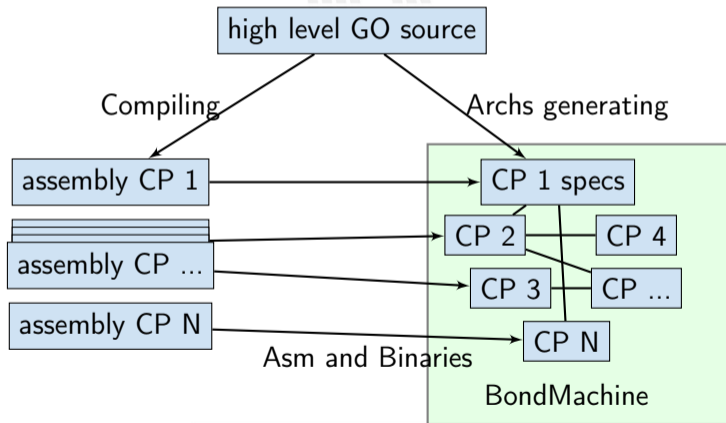 high level GO source
Compiling
Archs generating
assembly CP 1
CP 1 specs
CP 2
CP 4
assembly CP ...
CP 3
CP ...
assembly CP N
CP N
Asm and Binaries
BondMachine